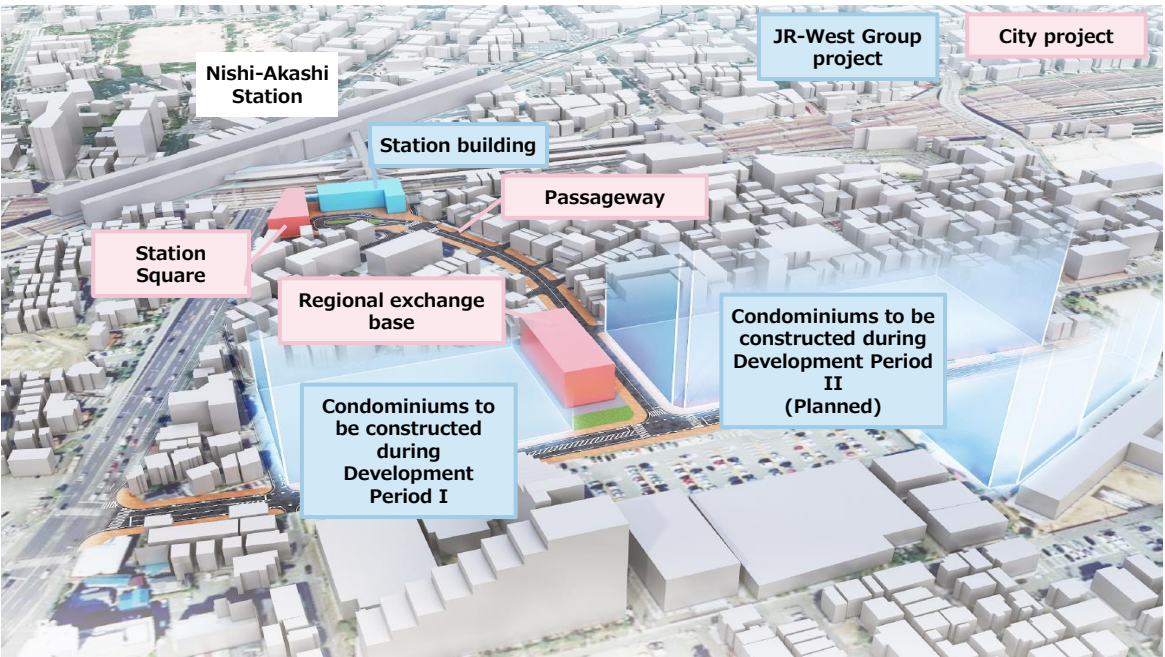 JR-West Group
project
City project
Nishi-Akashi
Station
Station building
Passageway
Station
Square
Regional exchange
base
Condominiums to be
constructed during
Development Period
II
(Planned)
Condominiums to
be constructed
during
Development
Period I